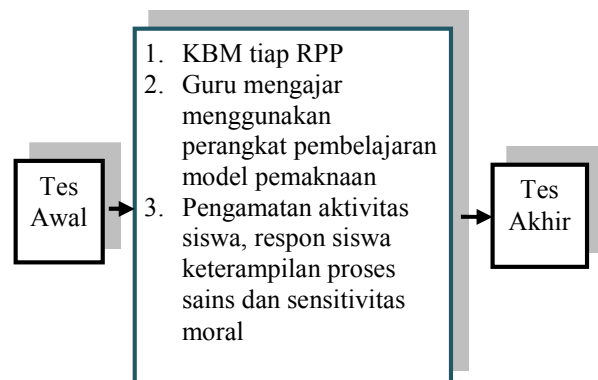 Tes
Awal
1. KBM tiap RPP
2. Guru mengajar
menggunakan
perangkat pembelajaran
model pemaknaan
3. Pengamatan aktivitas
siswa, respon siswa
keterampilan proses
sains dan sensitivitas
moral
Tes
Akhir